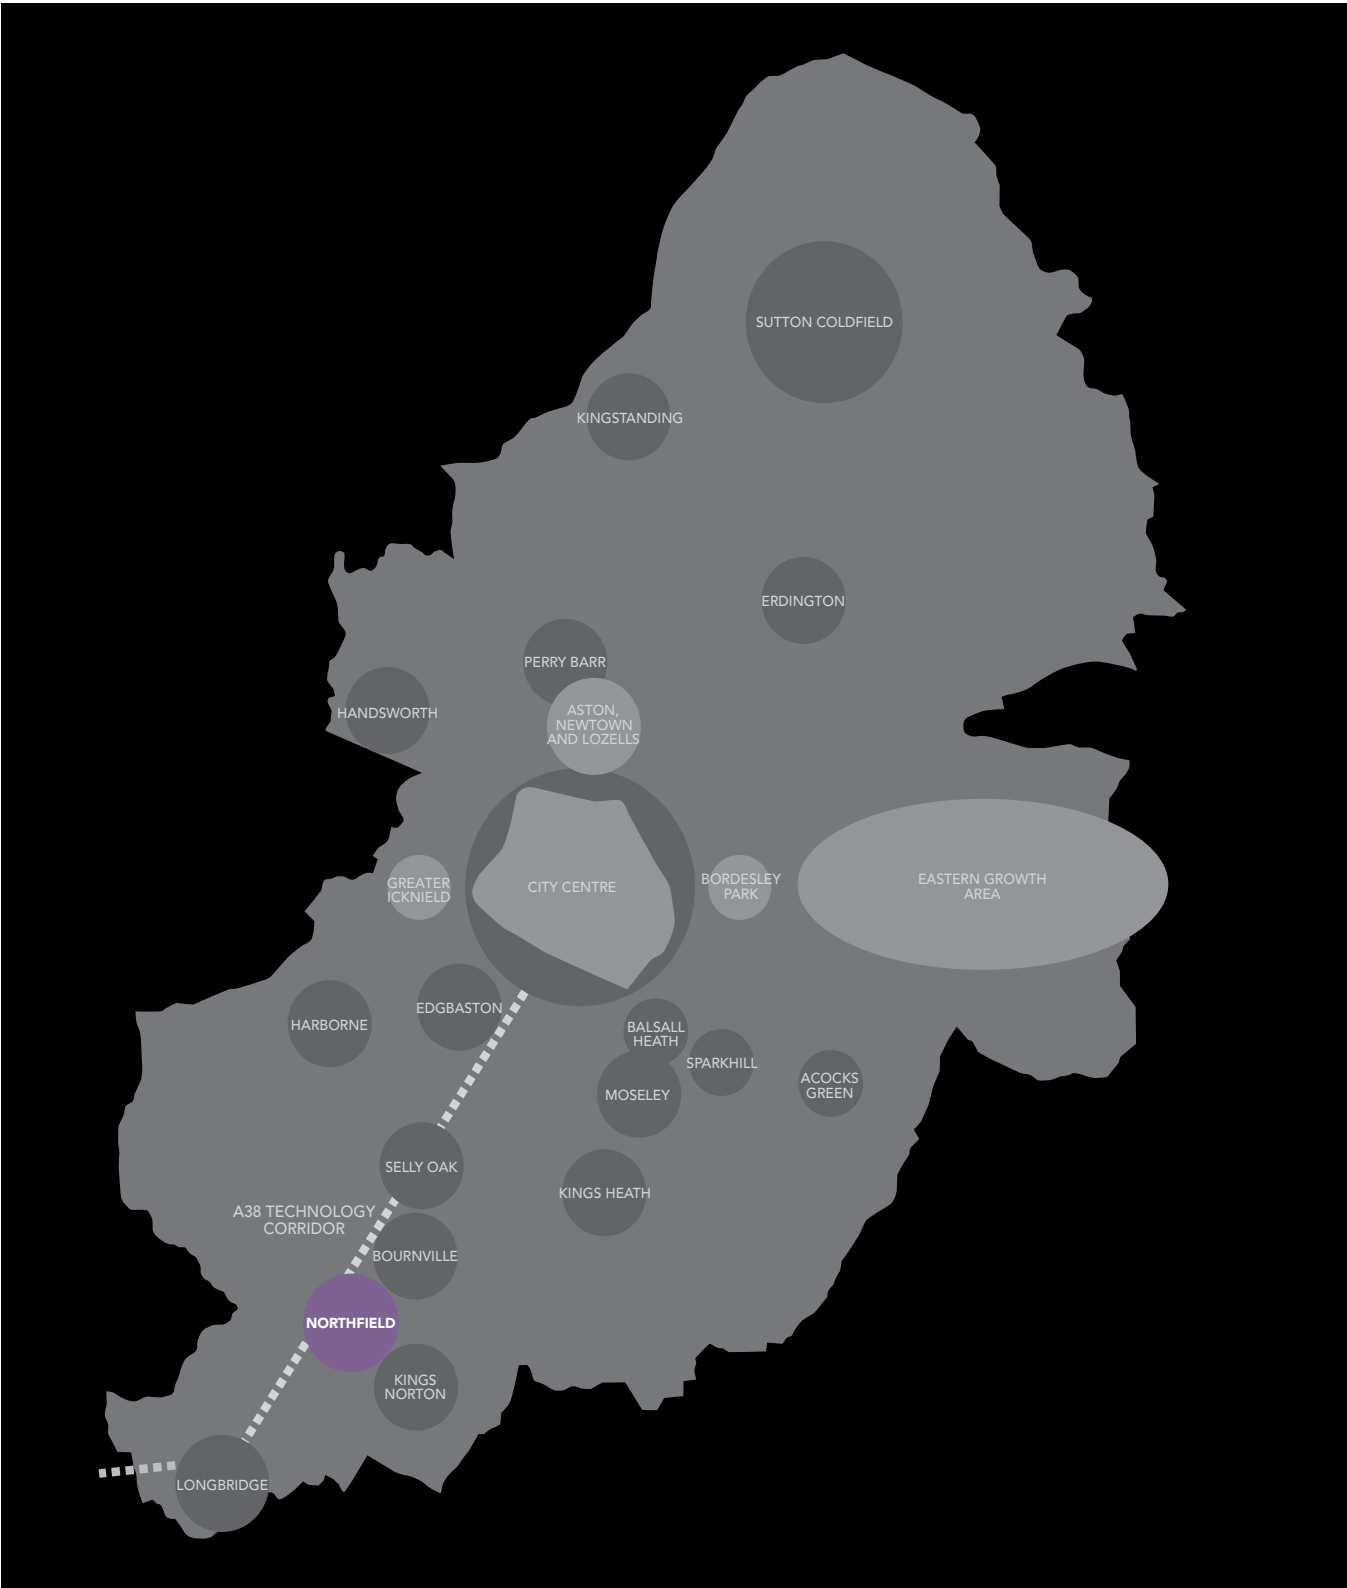 SUTTON COLDFIELD
KINGSTANDING
ERDINGTON
PERRY BARR
HANDSWORTH
ASTON,
NEWTOWN
AND LOZELLS
GREATER
ICKNIELD
CITY CENTRE
BORDESLEY
PARK
EASTERN GROWTH
AREA
EDGBASTON
HARBORNE
BALSALL
HEATH
SPARKHILL
ACOCKS
GREEN
MOSELEY
SELLY OAK
KINGS HEATH
A38 TECHNOLOGY
CORRIDOR
BOURNVILLE
NORTHFIELD
KINGS
NORTON
LONGBRIDGE